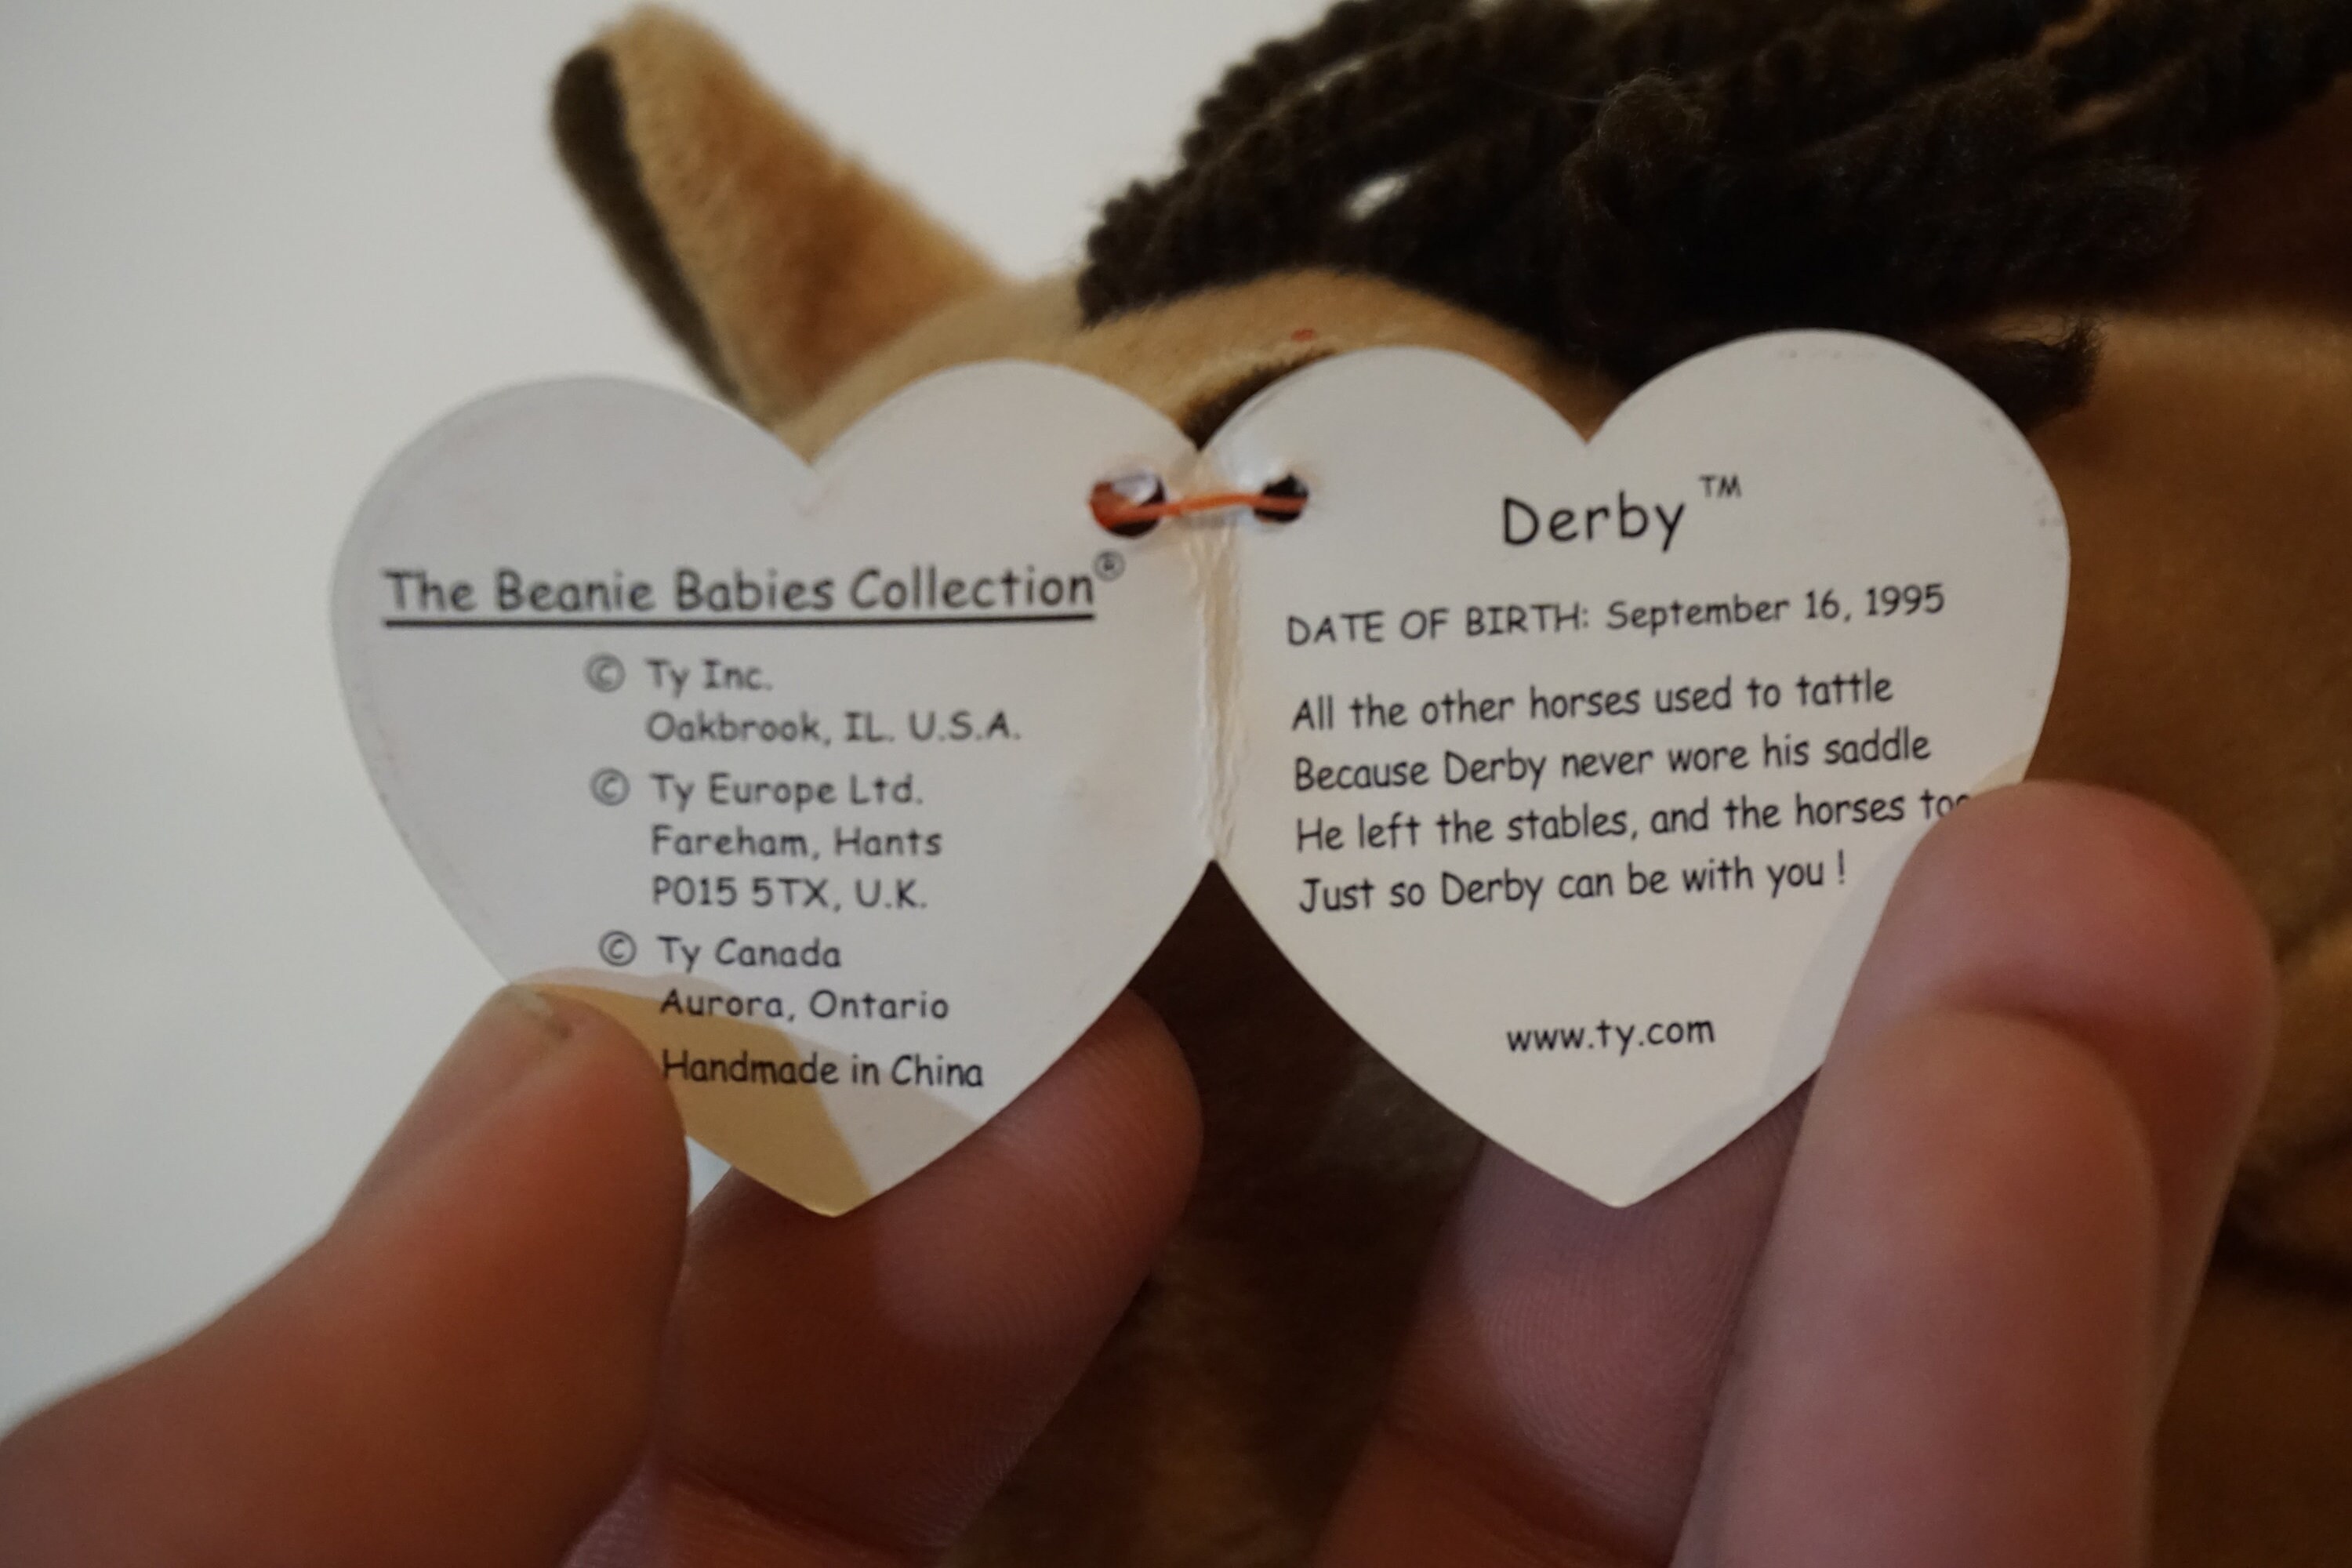 The Beanie Babies Collection®
© Ty Inc.
Oakbrook, IL. U.S.A.
© Ty Europe Ltd.
Fareham, Hants
PO15 5TX, U.K.
© Ty Canada
Aurora, Ontario
Handmade in China
Derby™
DATE OF BIRTH: September 16, 1995
All the other horses used to tattle
Because Derby never wore his saddle
He left the stables, and the horses too
Just so Derby can be with you !
www.ty.com